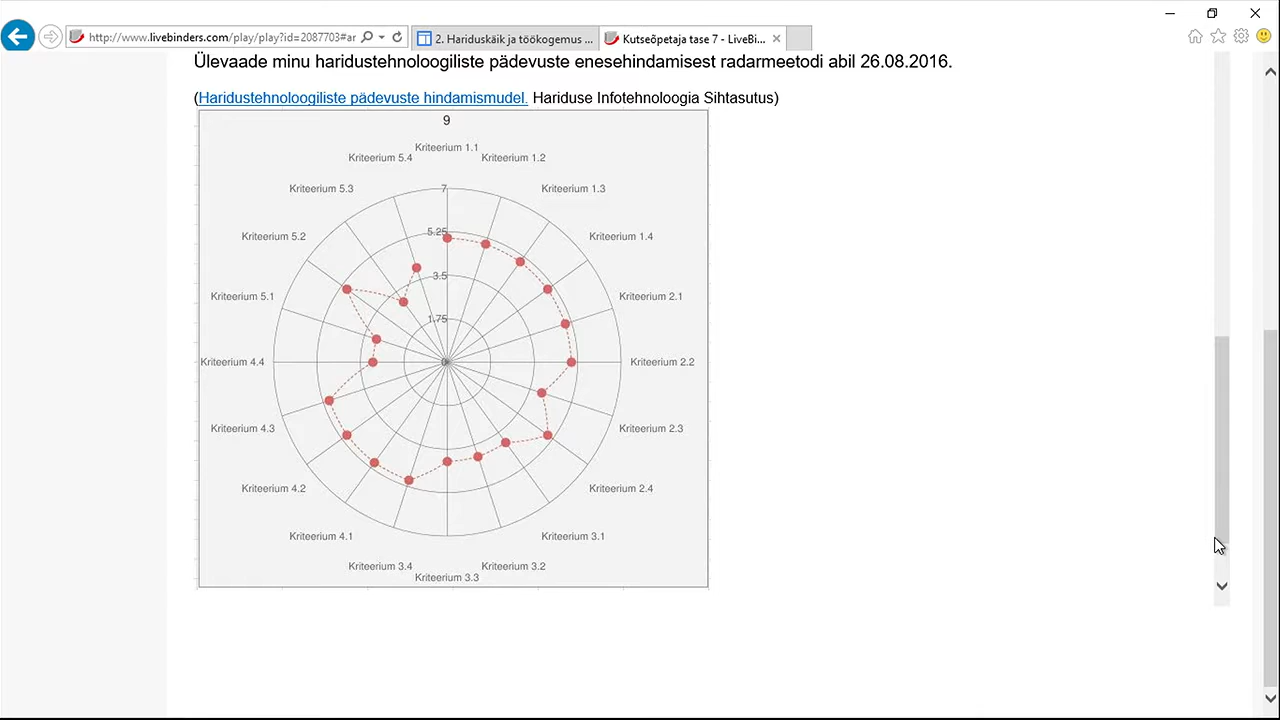 http://www.livebinders.com/play/play?id=2087703#ar
2. Hariduskäik ja töökogemus ...
Kutseõpetaja tase 7 - LiveBi...
Ülevaade minu haridustehnoloogiliste pädevuste enesehindamisest radarmeetodi abil 26.08.2016.
(Haridustehnoloogiliste pädevuste hindamismudel. Hariduse Infotehnoloogia Sihtasutus)
9
Kriteerium 1.1
Kriteerium 5.4
Kriteerium 1.2
Kriteerium 5.3
7
Kriteerium 1.3
Kriteerium 5.2
5.25
Kriteerium 1.4
3.5
Kriteerium 5.1
Kriteerium 2.1
1.75
Kriteerium 4.4
0
Kriteerium 2.2
Kriteerium 4.3
Kriteerium 2.3
Kriteerium 4.2
Kriteerium 2.4
Kriteerium 4.1
Kriteerium 3.1
Kriteerium 3.4
Kriteerium 3.2
Kriteerium 3.3